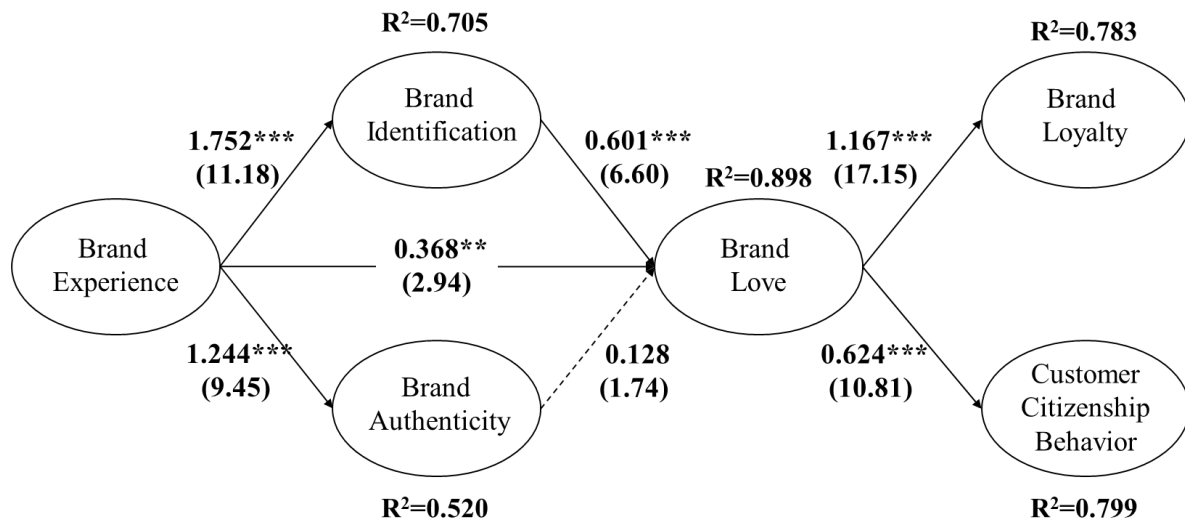 R²=0.705
Brand
Identification
R²=0.783
Brand
Loyalty
1.752***
(11.18)
0.601***
(6.60)
1.167***
(17.15)
R²=0.898
Brand
Experience
0.368**
(2.94)
Brand
Love
1.244***
(9.45)
Brand
Authenticity
0.128
(1.74)
0.624***
(10.81)
Customer
Citizenship
Behavior
R²=0.520
R²=0.799